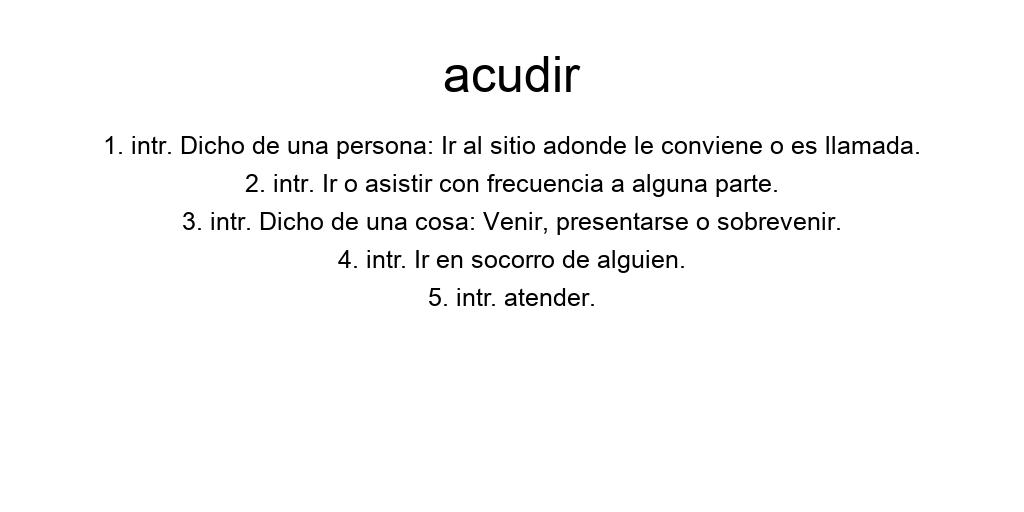 acudir
1. intr. Dicho de una persona: Ir al sitio adonde le conviene o es llamada.
2. intr. Ir o asistir con frecuencia a alguna parte.
3. intr. Dicho de una cosa: Venir, presentarse o sobrevenir.
4. intr. Ir en socorro de alguien.
5. intr. atender.